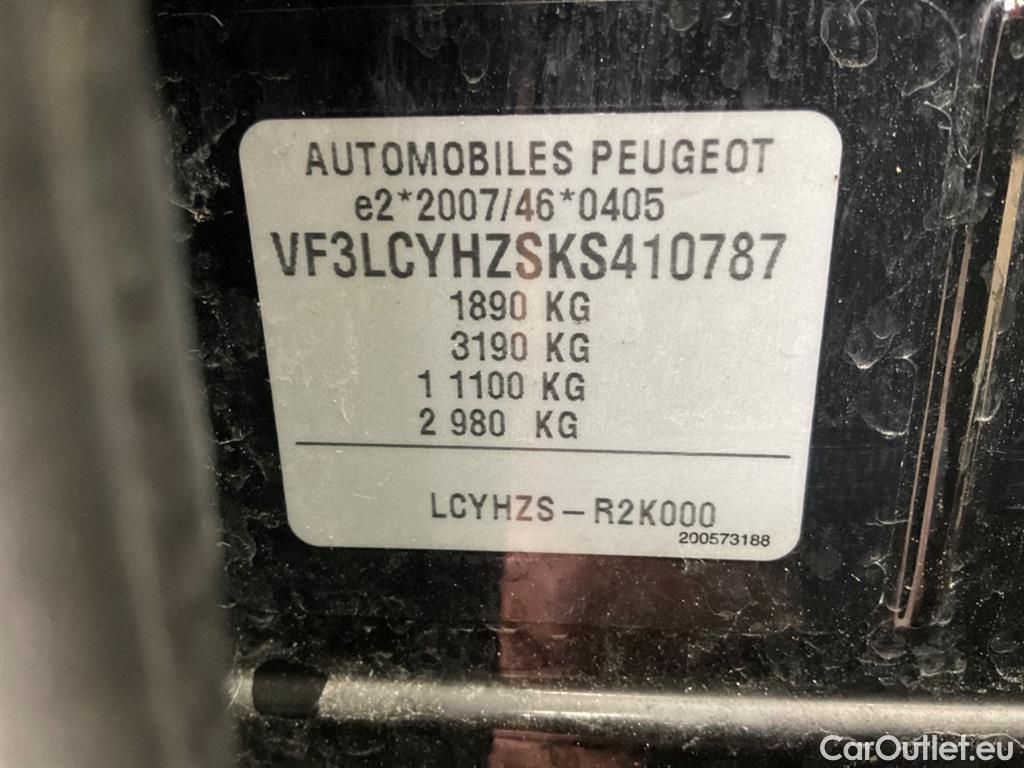 AUTOMOBILES PEUGEOT
e2*2007/46*0405
VF3LCYHZSKS410787
1890 KG
3190 KG
1 1100 KG
2 980 KG
LCYHZS – R2K000
200573188
CarOutlet.eu